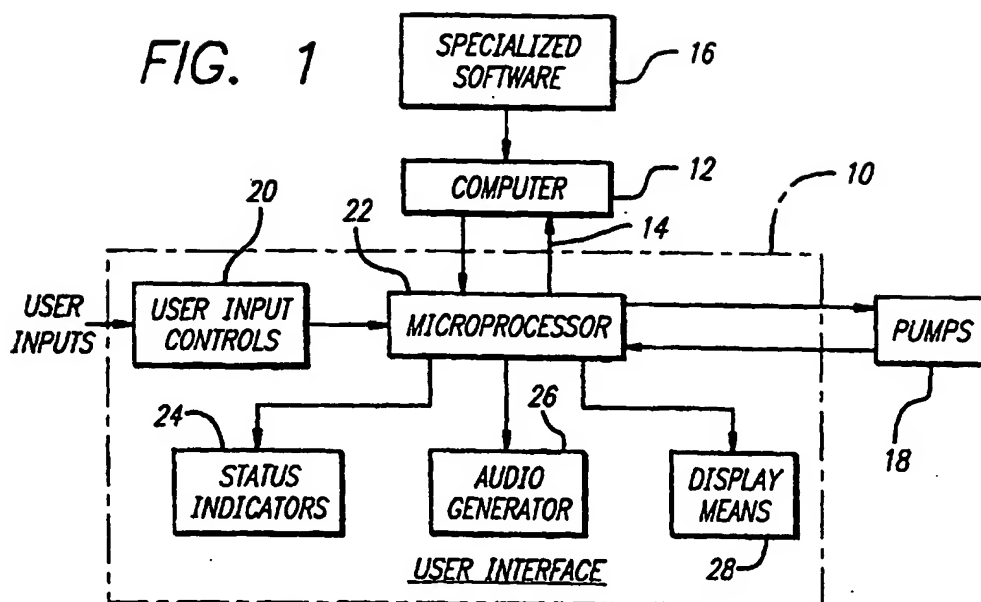 FIG. 1
SPECIALIZED
SOFTWARE
16
COMPUTER
12
10
20
22
14
USER
INPUTS
USER INPUT
CONTROLS
MICROPROCESSOR
PUMPS
18
24
STATUS
INDICATORS
26
AUDIO
GENERATOR
DISPLAY
MEANS
28
USER INTERFACE